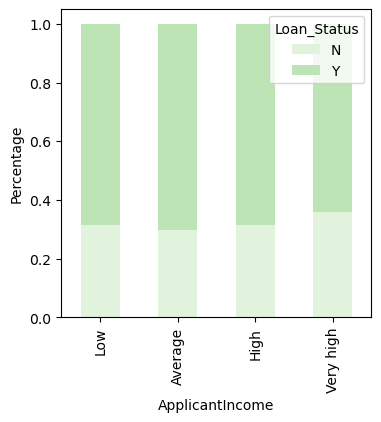 Loan_Status
N
Y
1.0
0.8
0.6
0.4
0.2
0.0
Percentage
Low
Average
High
Very high
ApplicantIncome